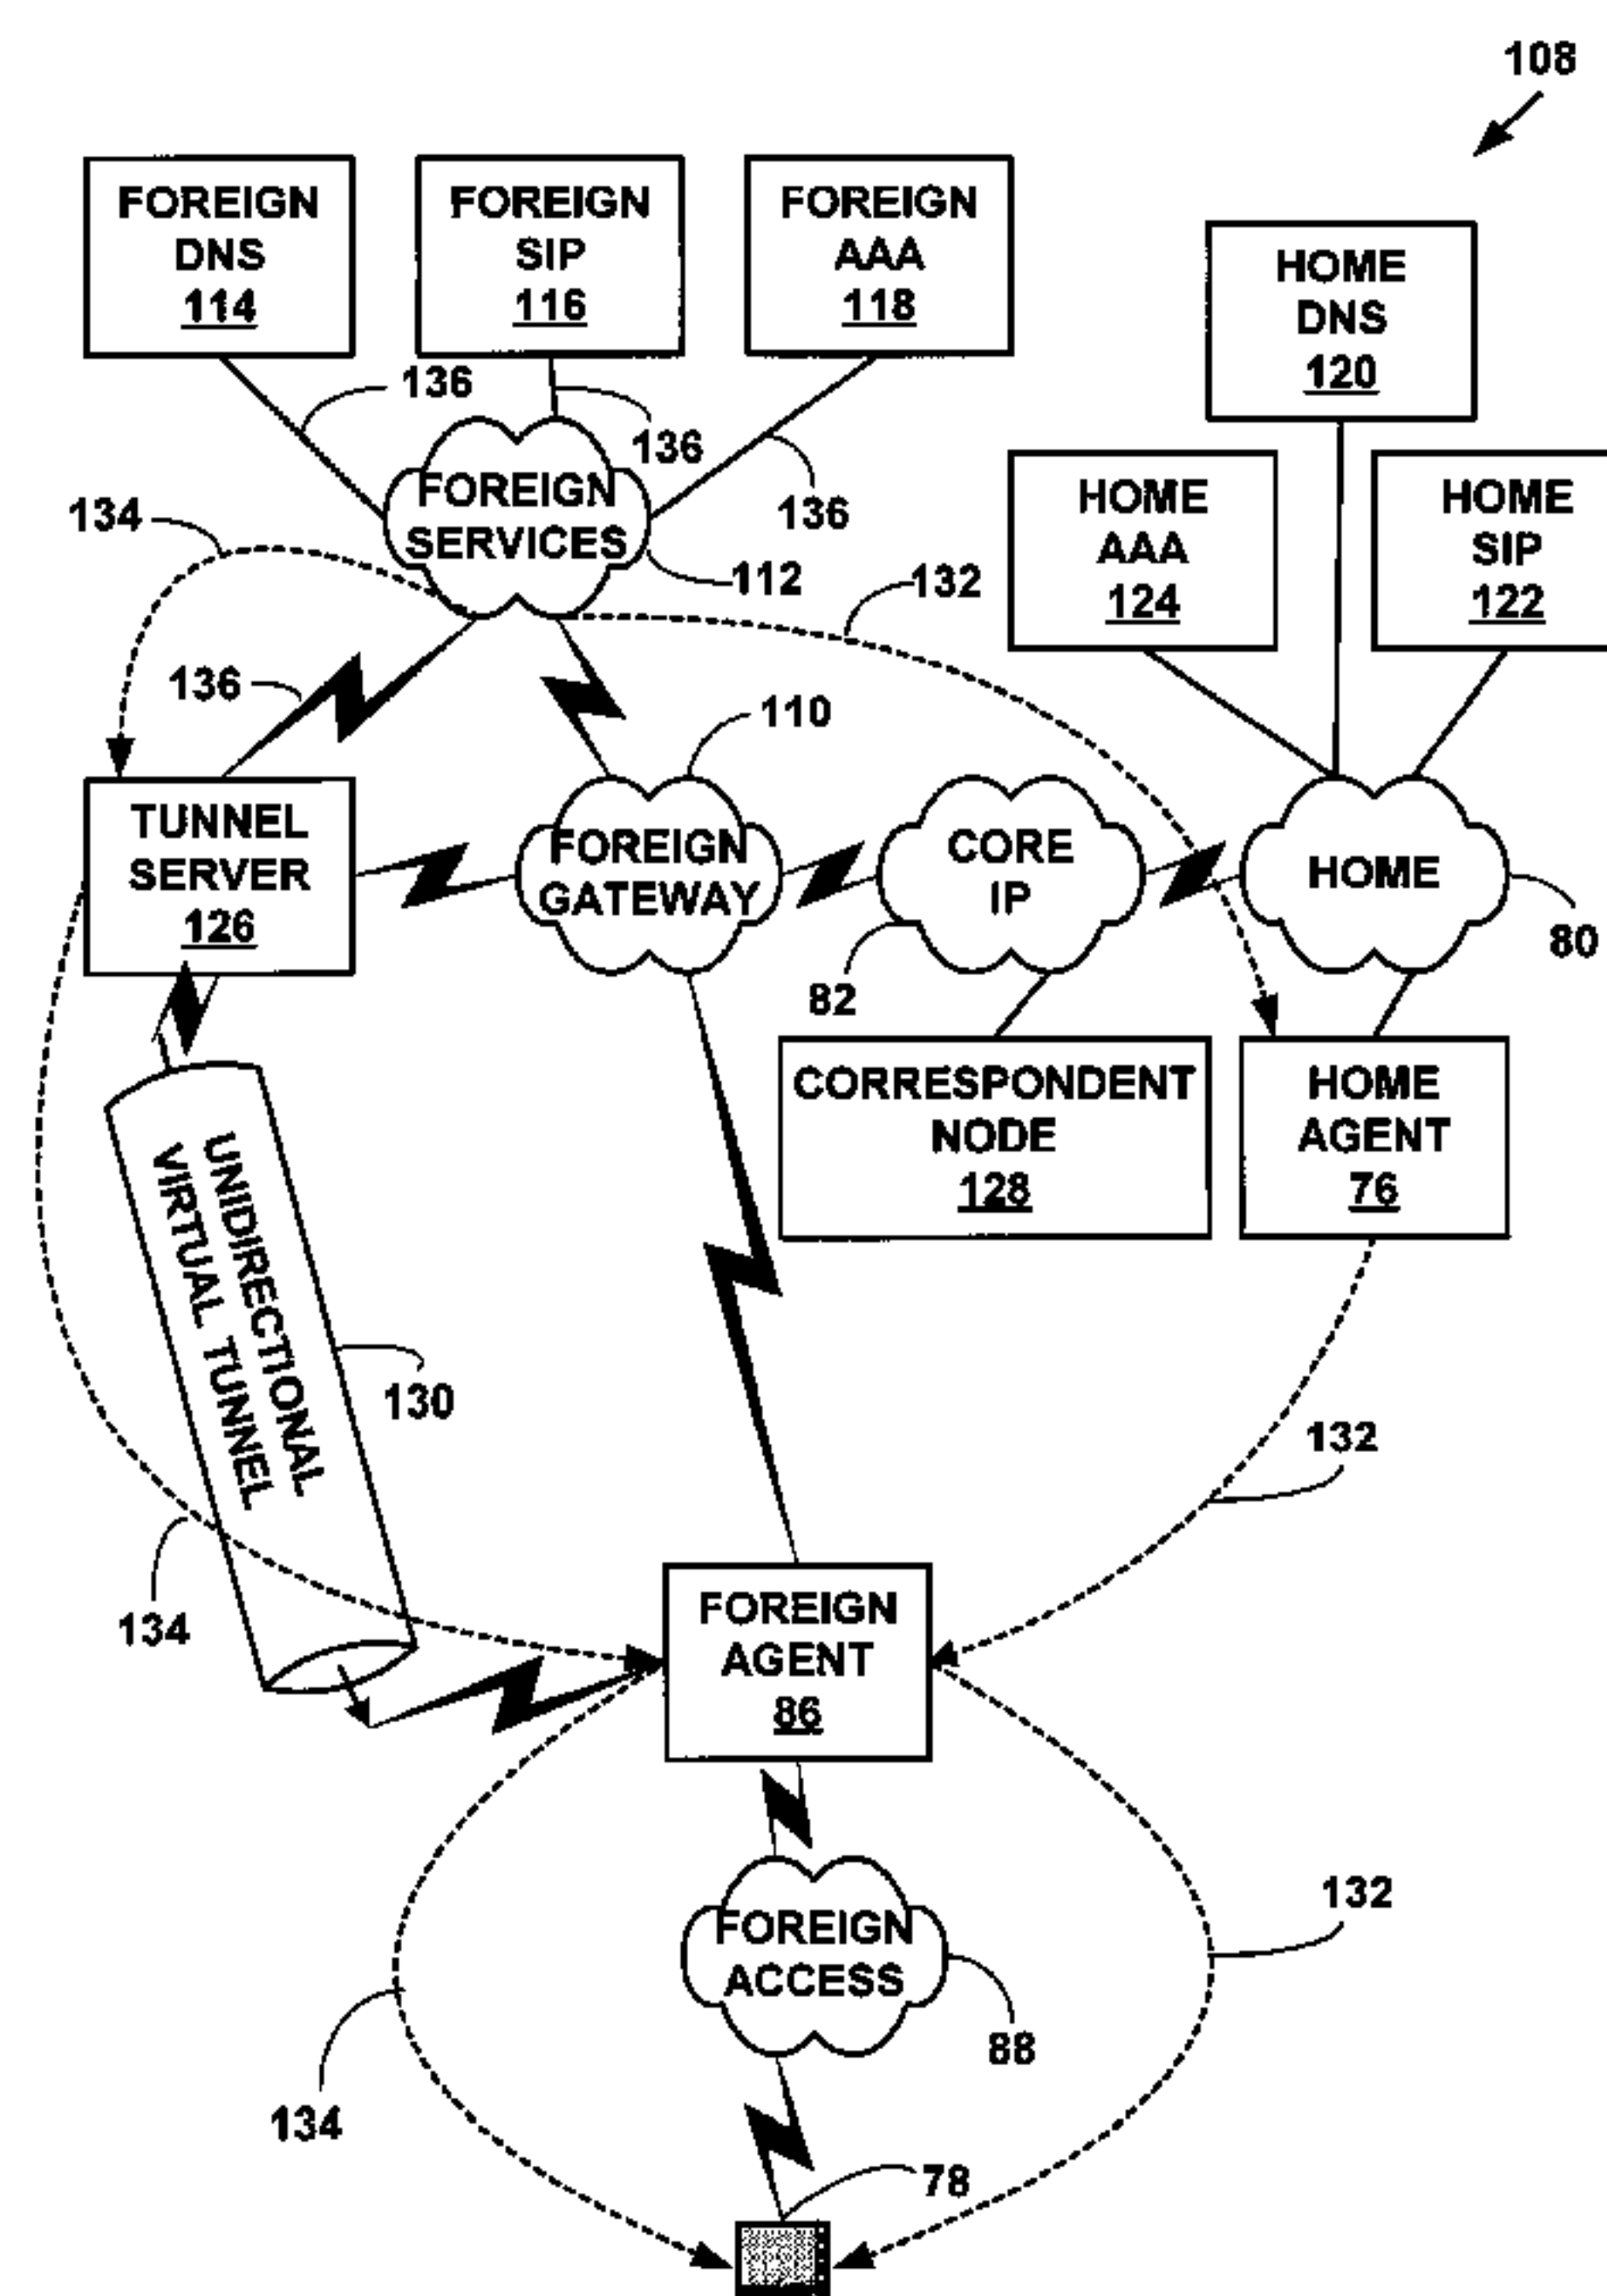 108
FOREIGN
DNS
114
FOREIGN
SIP
116
FOREIGN
AAA
118
HOME
DNS
120
136
136
136
FOREIGN
SERVICES
112
134
132
HOME
AAA
124
HOME
SIP
122
136
110
TUNNEL
SERVER
126
FOREIGN
GATEWAY
CORE
IP
82
HOME
80
CORRESPONDENT
NODE
128
HOME
AGENT
76
UNIDIRECTIONAL
VIRTUAL TUNNEL
130
132
134
FOREIGN
AGENT
86
FOREIGN
ACCESS
88
132
134
78